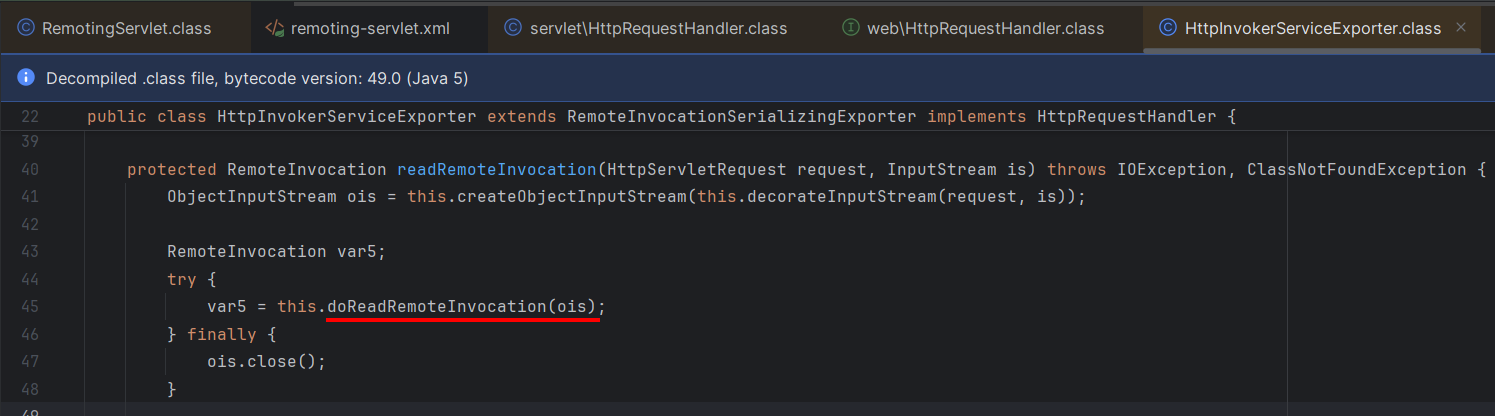 RemotingServlet.class remoting-servlet.xml servlet\HttpRequestHandler.class web\HttpRequestHandler.class HttpInvokerServiceExporter.class
Decompiled .class file, bytecode version: 49.0 (Java 5)
22 public class HttpInvokerServiceExporter extends RemoteInvocationSerializingExporter implements HttpRequestHandler {
39
40 protected RemoteInvocation readRemoteInvocation(HttpServletRequest request, InputStream is) throws IOException, ClassNotFoundException {
41 ObjectInputStream ois = this.createObjectInputStream(this.decorateInputStream(request, is));
42
43 RemoteInvocation var5;
44 try {
45 var5 = this.doReadRemoteInvocation(ois);
46 } finally {
47 ois.close();
48 }
49